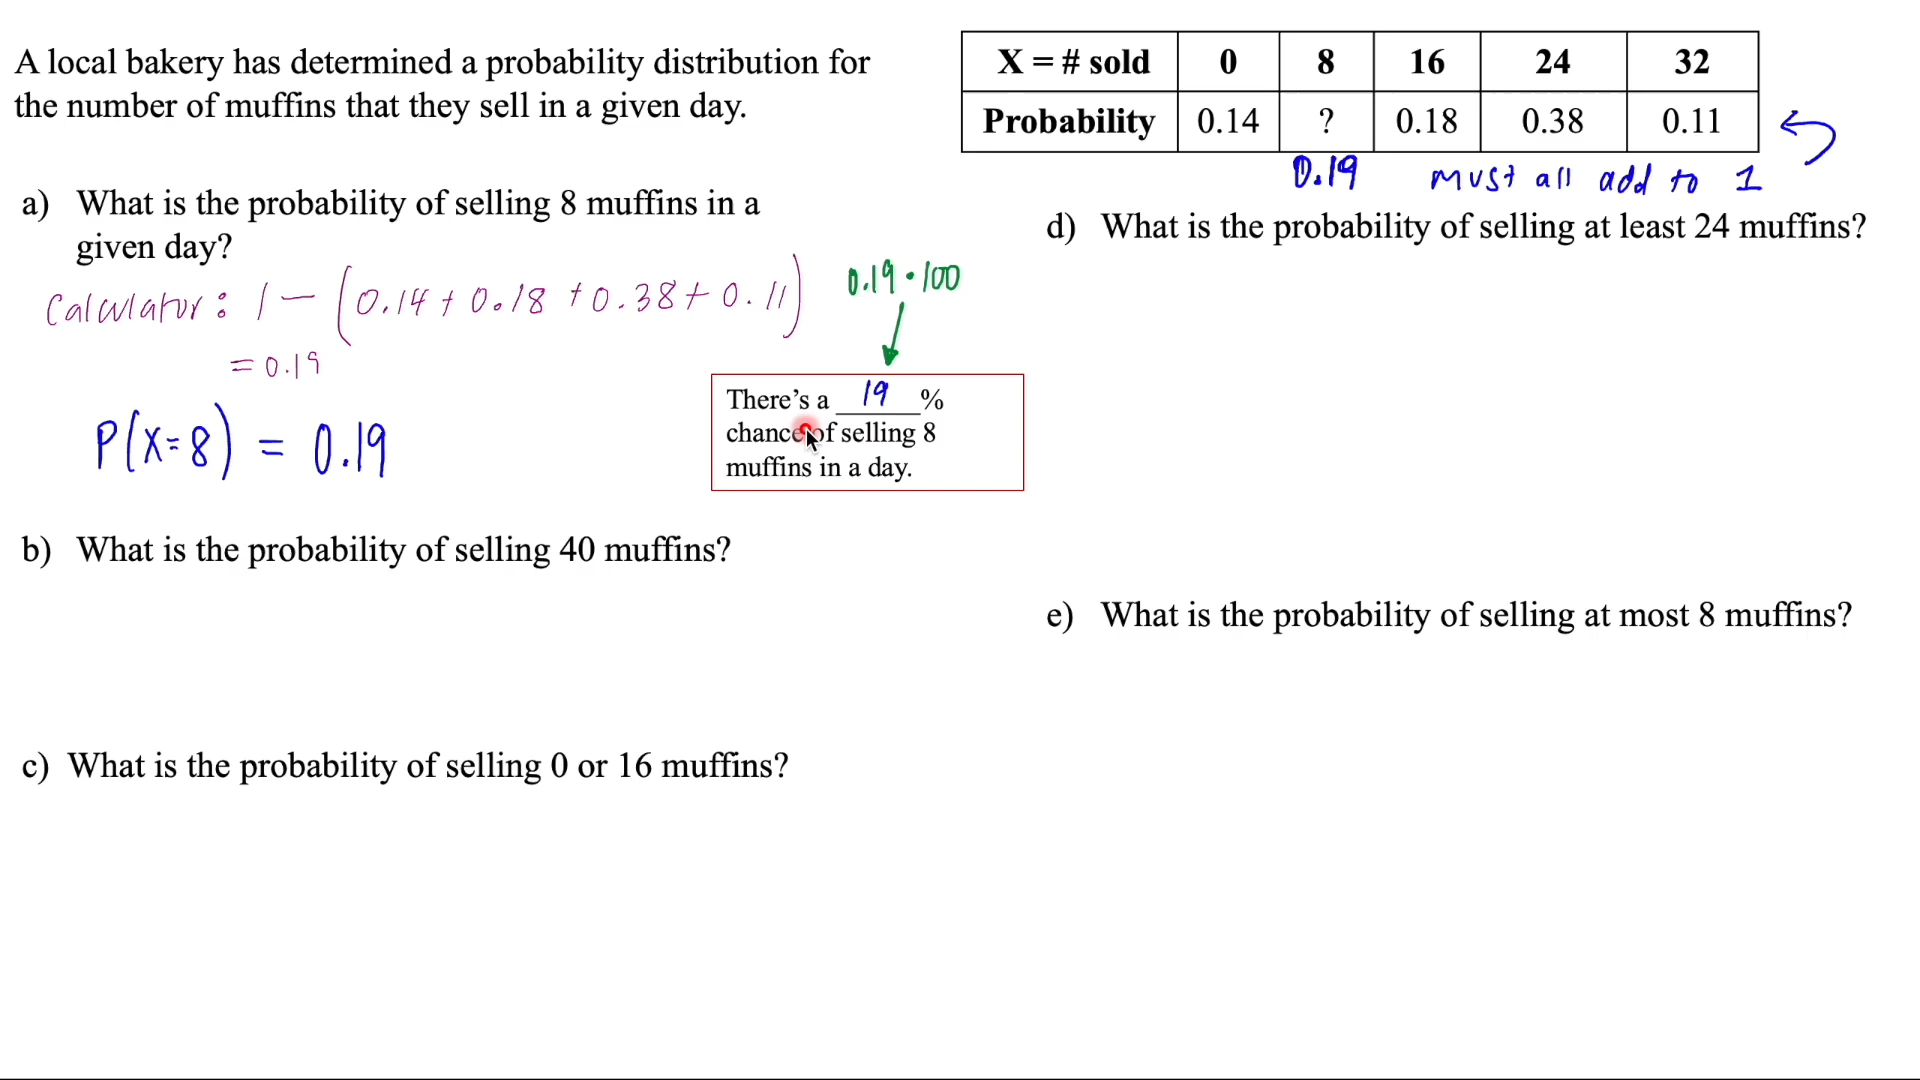 A local bakery has determined a probability distribution for
the number of muffins that they sell in a given day.
X = # sold 0 8 16 24 32
Probability 0.14 ? 0.18 0.38 0.11
0.19 must all add to 1
a) What is the probability of selling 8 muffins in a
given day?
Calculator: 1 - (0.14 + 0.18 + 0.38 + 0.11)
= 0.19
0.19 • 100
There's a 19 %
chance of selling 8
muffins in a day.
P(X=8) = 0.19
b) What is the probability of selling 40 muffins?
c) What is the probability of selling 0 or 16 muffins?
d) What is the probability of selling at least 24 muffins?
e) What is the probability of selling at most 8 muffins?